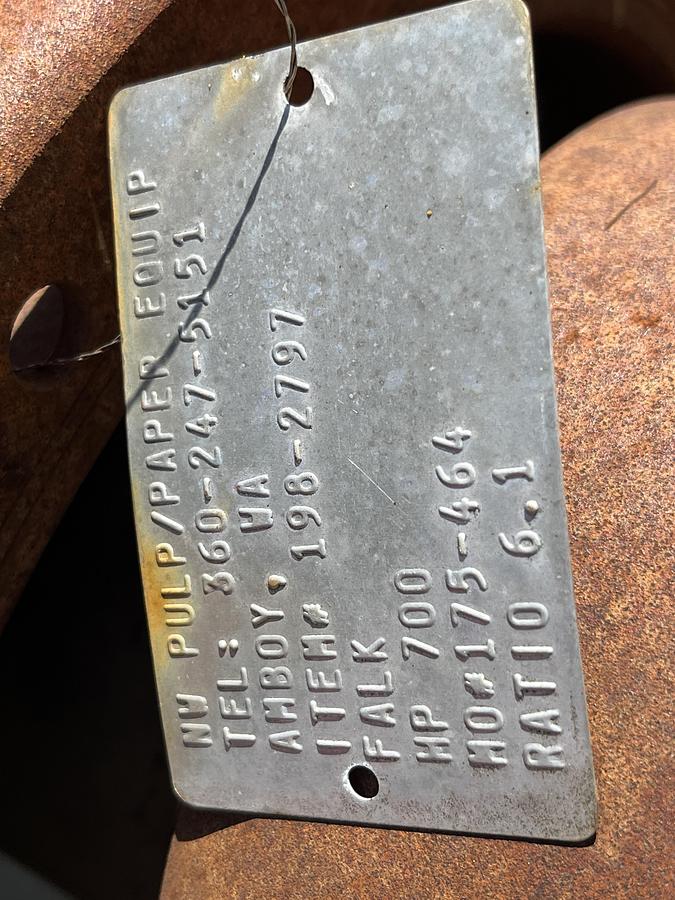 NW PULP/PAPER EQUIP
TEL: 360-247-5151
AMBOY, WA
ITEM# 198-2797
FALK
HP 700
MO#175-464
RATIO 6.1